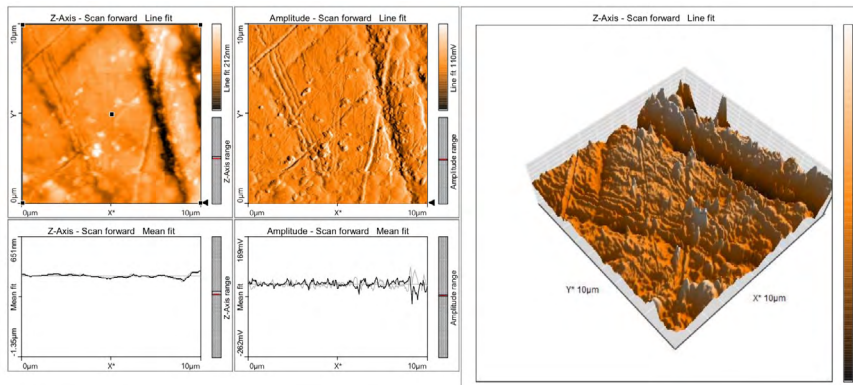 Z-Axis - Scan forward   Line fit
10µm
Y*
0µm
0µm
X*
10µm
Line fit 212nm
Z-Axis range
Amplitude - Scan forward   Line fit
10µm
Y*
0µm
0µm
X*
10µm
Line fit 110mV
Amplitude range
Z-Axis - Scan forward   Line fit
Y* 10µm
X* 10µm
Z-Axis - Scan forward   Mean fit
651nm
Mean fit
-1.35µm
0µm
X*
10µm
Z-Axis range
Amplitude - Scan forward   Mean fit
169mV
Mean fit
-262mV
0µm
X*
10µm
Amplitude range